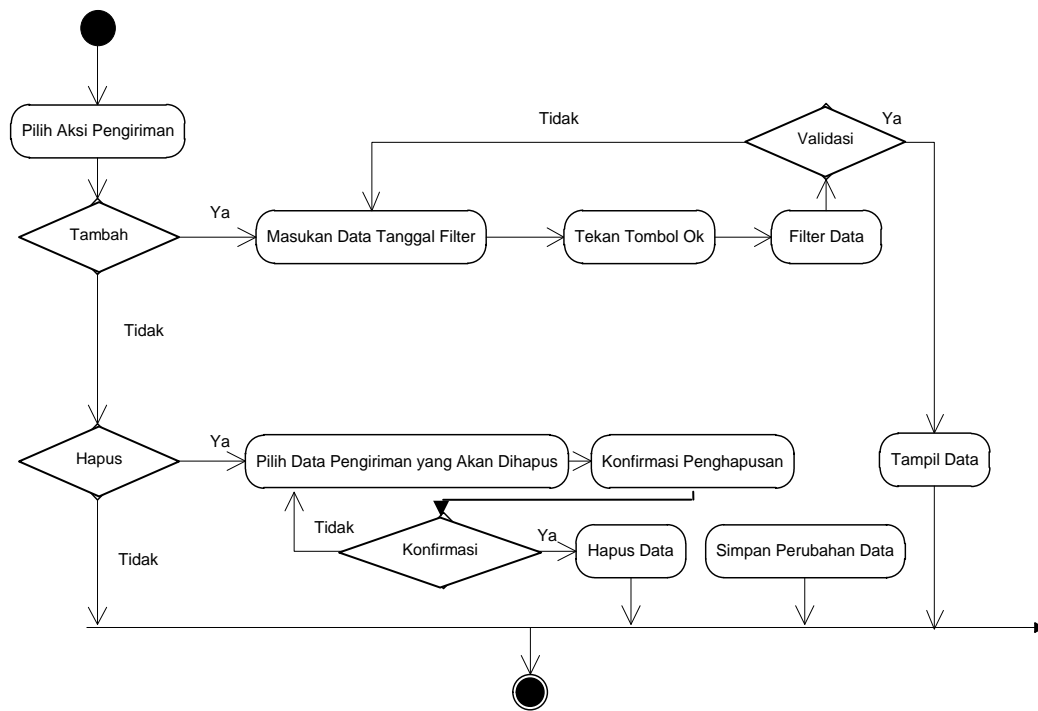 Pilih Aksi Pengiriman
Tidak
Validasi
Ya
Tambah
Ya
Masukan Data Tanggal Filter
Tekan Tombol Ok
Filter Data
Tidak
Hapus
Ya
Pilih Data Pengiriman yang Akan Dihapus
Konfirmasi Penghapusan
Tampil Data
Tidak
Tidak
Konfirmasi
Ya
Hapus Data
Simpan Perubahan Data